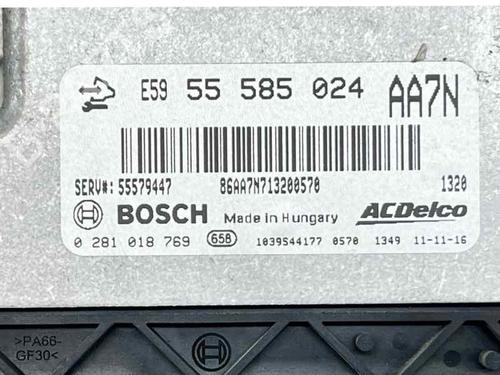 E59 55 585 024 AA7N
SERV#: 55579447 86AA7N713200570 1320
BOSCH Made in Hungary ACDelco
0 281 018 769 658 1039544177 0570 1349 11-11-16
>PA66-
GF30<